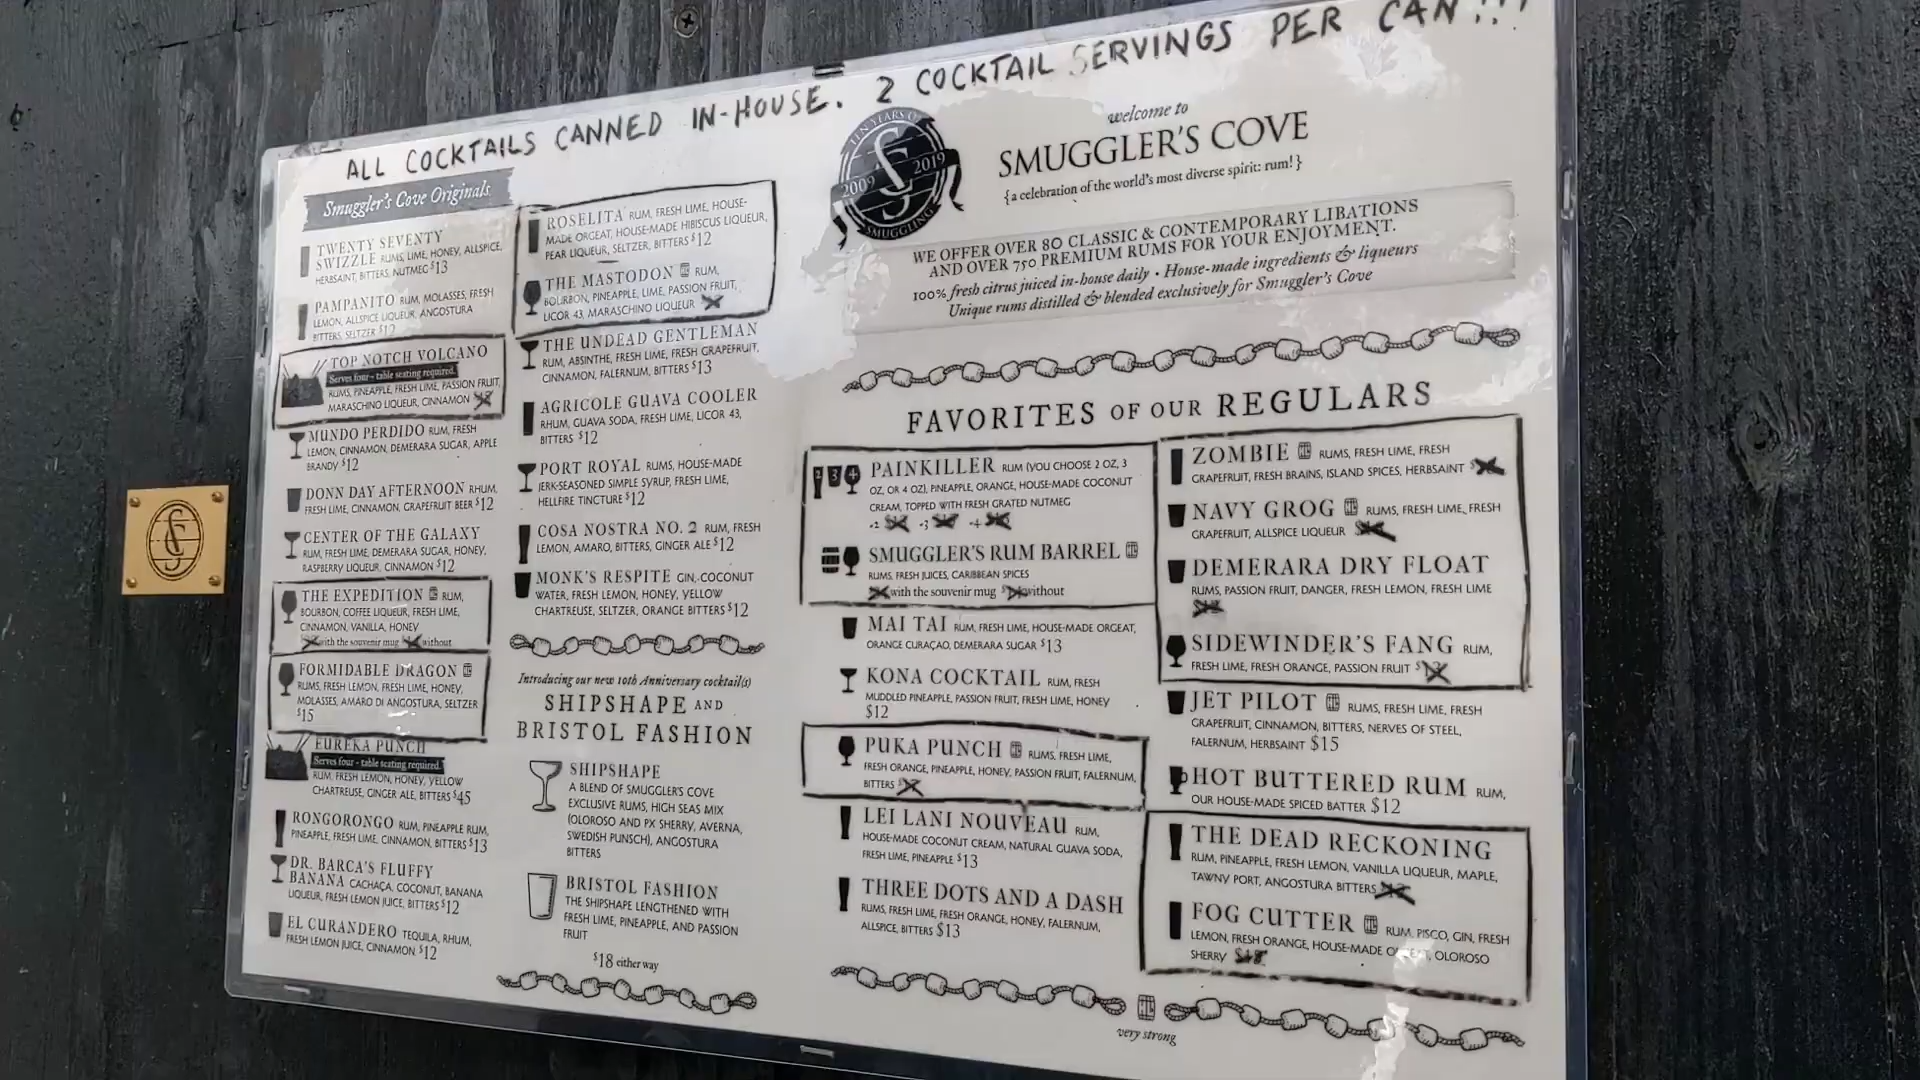 ALL COCKTAILS CANNED IN-HOUSE. 2 COCKTAIL SERVINGS PER CAN!!!
Smuggler's Cove Originals
TWENTY SEVENTY
SWIZZLE RUMS, LIME, HONEY, ALLSPICE,
HERBSAINT, BITTERS, NUTMEG $13
PAMPANITO RUM, MOLASSES, FRESH
LEMON, ALLSPICE LIQUEUR, ANGOSTURA
BITTERS, SELTZER $12
TOP NOTCH VOLCANO
Serves four - table seating required.
RUMS, PINEAPPLE, FRESH LIME, PASSION FRUIT,
MARASCHINO LIQUEUR, CINNAMON
MUNDO PERDIDO RUM, FRESH
LEMON, CINNAMON, DEMERARA SUGAR, APPLE
BRANDY $12
DONN DAY AFTERNOON RHUM,
FRESH LIME, CINNAMON, GRAPEFRUIT BEER $12
CENTER OF THE GALAXY
RUM, FRESH LIME, DEMERARA SUGAR, HONEY,
RASPBERRY LIQUEUR, CINNAMON $12
THE EXPEDITION RUM,
BOURBON, COFFEE LIQUEUR, FRESH LIME,
CINNAMON, VANILLA, HONEY
with the souvenir mug without
FORMIDABLE DRAGON
RUMS, FRESH LEMON, FRESH LIME, HONEY,
MOLASSES, AMARO DI ANGOSTURA, SELTZER
$15
EUREKA PUNCH
Serves four - table seating required.
RUM, FRESH LEMON, HONEY, YELLOW
CHARTREUSE, GINGER ALE, BITTERS $45
RONGORONGO RUM, PINEAPPLE RUM,
PINEAPPLE, FRESH LIME, CINNAMON, BITTERS $13
DR. BARCA'S FLUFFY
BANANA CACHAÇA, COCONUT, BANANA
LIQUEUR, FRESH LEMON JUICE, BITTERS $12
EL CURANDERO TEQUILA, RHUM,
FRESH LEMON JUICE, CINNAMON $12
ROSELITA RUM, FRESH LIME, HOUSE-
MADE ORGEAT, HOUSE-MADE HIBISCUS LIQUEUR,
PEAR LIQUEUR, SELTZER, BITTERS $12
THE MASTODON RUM,
BOURBON, PINEAPPLE, LIME, PASSION FRUIT,
LICOR 43, MARASCHINO LIQUEUR
THE UNDEAD GENTLEMAN
RUM, ABSINTHE, FRESH LIME, FRESH GRAPEFRUIT,
CINNAMON, FALERNUM, BITTERS $13
AGRICOLE GUAVA COOLER
RHUM, GUAVA SODA, FRESH LIME, LICOR 43,
BITTERS $12
PORT ROYAL RUMS, HOUSE-MADE
JERK-SEASONED SIMPLE SYRUP, FRESH LIME,
HELLFIRE TINCTURE $12
COSA NOSTRA NO. 2 RUM, FRESH
LEMON, AMARO, BITTERS, GINGER ALE $12
MONK'S RESPITE GIN, COCONUT
WATER, FRESH LEMON, HONEY, YELLOW
CHARTREUSE, SELTZER, ORANGE BITTERS $12
Introducing our new 10th Anniversary cocktail(s)
SHIPSHAPE AND
BRISTOL FASHION
SHIPSHAPE
A BLEND OF SMUGGLER'S COVE
EXCLUSIVE RUMS, HIGH SEAS MIX
(OLOROSO AND PX SHERRY, AVERNA,
SWEDISH PUNSCH), ANGOSTURA
BITTERS
BRISTOL FASHION
THE SHIPSHAPE LENGTHENED WITH
FRESH LIME, PINEAPPLE, AND PASSION
FRUIT
$18 either way
TEN YEARS OF
2009 2019
SMUGGLING
welcome to
SMUGGLER'S COVE
{a celebration of the world's most diverse spirit: rum!}
WE OFFER OVER 80 CLASSIC & CONTEMPORARY LIBATIONS
AND OVER 750 PREMIUM RUMS FOR YOUR ENJOYMENT.
100% fresh citrus juiced in-house daily • House-made ingredients & liqueurs
Unique rums distilled & blended exclusively for Smuggler's Cove
FAVORITES OF OUR REGULARS
2 3 4 PAINKILLER RUM (YOU CHOOSE 2 OZ, 3
OZ, OR 4 OZ), PINEAPPLE, ORANGE, HOUSE-MADE COCONUT
CREAM, TOPPED WITH FRESH GRATED NUTMEG
-2 -3 -4
SMUGGLER'S RUM BARREL
RUMS, FRESH JUICES, CARIBBEAN SPICES
with the souvenir mug without
MAI TAI RUM, FRESH LIME, HOUSE-MADE ORGEAT,
ORANGE CURAÇAO, DEMERARA SUGAR $13
KONA COCKTAIL RUM, FRESH
MUDDLED PINEAPPLE, PASSION FRUIT, FRESH LIME, HONEY
$12
PUKA PUNCH RUMS, FRESH LIME,
FRESH ORANGE, PINEAPPLE, HONEY, PASSION FRUIT, FALERNUM,
BITTERS
LEI LANI NOUVEAU RUM,
HOUSE-MADE COCONUT CREAM, NATURAL GUAVA SODA,
FRESH LIME, PINEAPPLE $13
THREE DOTS AND A DASH
RUMS, FRESH LIME, FRESH ORANGE, HONEY, FALERNUM,
ALLSPICE, BITTERS $13
ZOMBIE RUMS, FRESH LIME, FRESH
GRAPEFRUIT, FRESH BRAINS, ISLAND SPICES, HERBSAINT
NAVY GROG RUMS, FRESH LIME, FRESH
GRAPEFRUIT, ALLSPICE LIQUEUR
DEMERARA DRY FLOAT
RUMS, PASSION FRUIT, DANGER, FRESH LEMON, FRESH LIME
SIDEWINDER'S FANG RUM,
FRESH LIME, FRESH ORANGE, PASSION FRUIT
JET PILOT RUMS, FRESH LIME, FRESH
GRAPEFRUIT, CINNAMON, BITTERS, NERVES OF STEEL,
FALERNUM, HERBSAINT $15
HOT BUTTERED RUM RUM,
OUR HOUSE-MADE SPICED BATTER $12
THE DEAD RECKONING
RUM, PINEAPPLE, FRESH LEMON, VANILLA LIQUEUR, MAPLE,
TAWNY PORT, ANGOSTURA BITTERS
FOG CUTTER RUM, PISCO, GIN, FRESH
LEMON, FRESH ORANGE, HOUSE-MADE OLOROSO
SHERRY
very strong